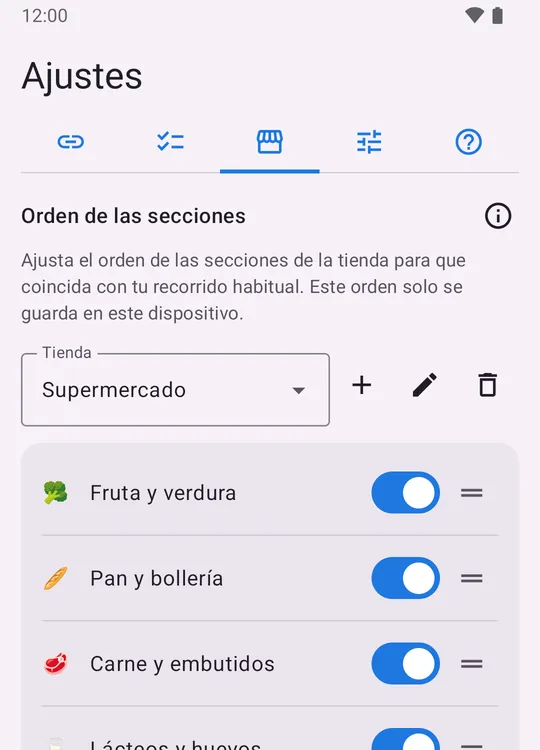 12:00
Ajustes
Orden de las secciones
Ajusta el orden de las secciones de la tienda para que
coincida con tu recorrido habitual. Este orden solo se
guarda en este dispositivo.
Tienda
Supermercado
Fruta y verdura
Pan y bollería
Carne y embutidos
Lácteos y huevos